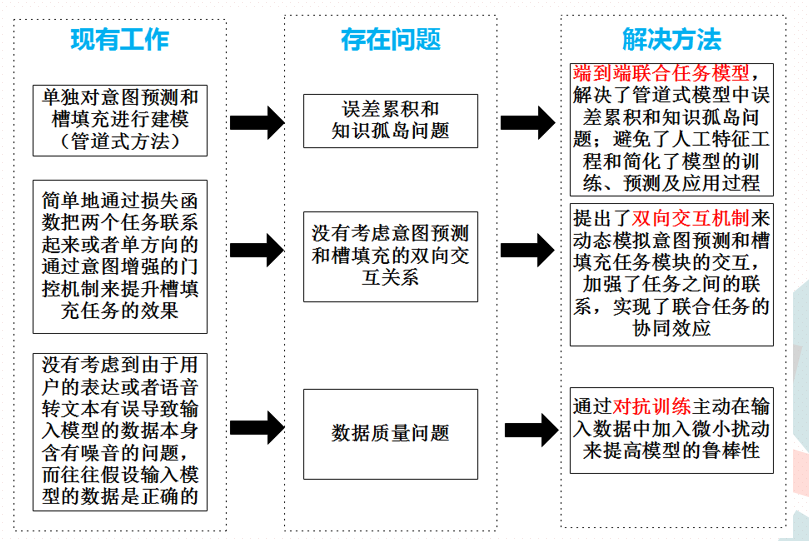 现有工作
存在问题
解决方法
单独对意图预测和
槽填充进行建模
（管道式方法）
误差累积和
知识孤岛问题
端到端联合任务模型，
解决了管道式模型中误
差累积和知识孤岛问
题；避免了人工特征工
程和简化了模型的训
练、预测及应用过程
简单地通过损失函
数把两个任务联系
起来或者单方向的
通过意图增强的门
控机制来提升槽填
充任务的效果
没有考虑意图预测
和槽填充的双向交
互关系
提出了双向交互机制来
动态模拟意图预测和槽
填充任务模块的交互，
加强了任务之间的联
系，实现了联合任务的
协同效应
没有考虑到由于用
户的表达或者语音
转文本有误导致输
入模型的数据本身
含有噪音的问题，
而往往假设输入模
型的数据是正确的
数据质量问题
通过对抗训练主动在输
入数据中加入微小扰动
来提高模型的鲁棒性